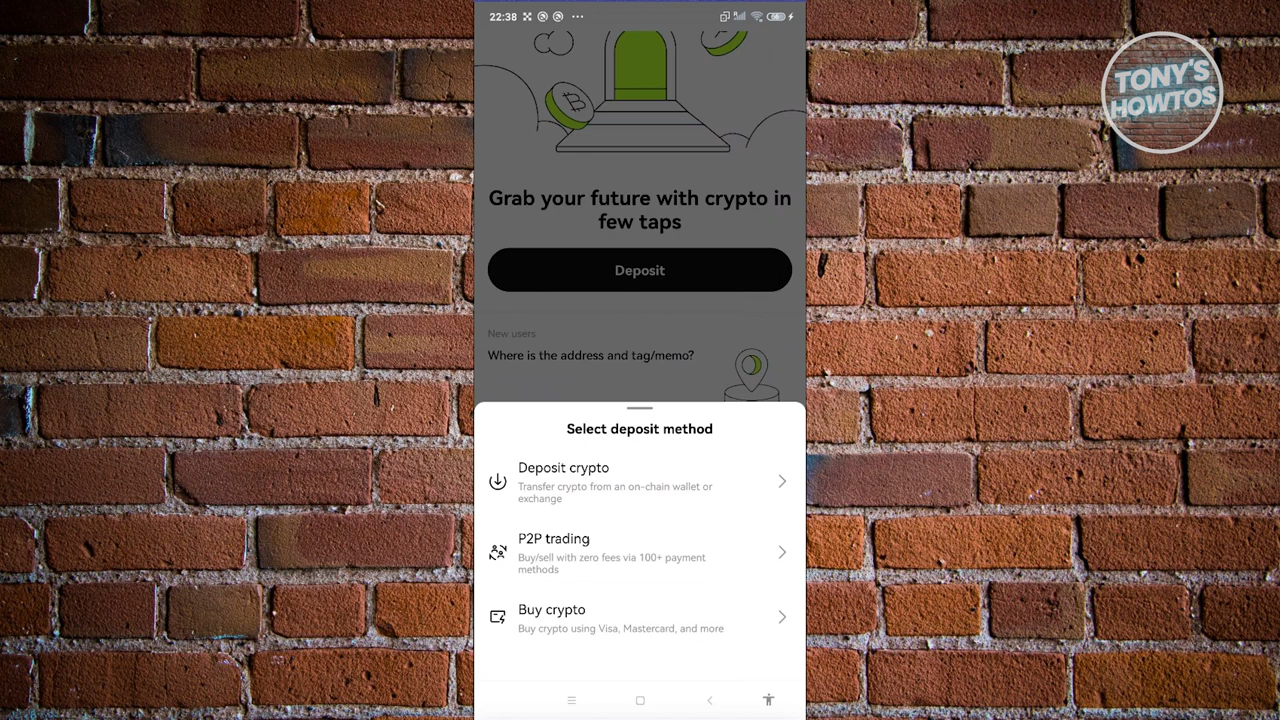 22:38
TONY'S
HOWTOS
Grab your future with crypto in
few taps
Deposit
New users
Where is the address and tag/memo?
Select deposit method
Deposit crypto
Transfer crypto from an on-chain wallet or
exchange
P2P trading
Buy/sell with zero fees via 100+ payment
methods
Buy crypto
Buy crypto using Visa, Mastercard, and more